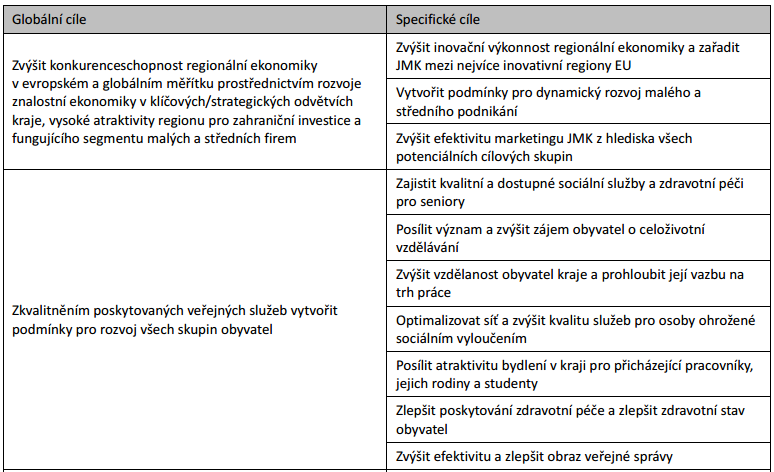 Globální cíle
Specifické cíle
Zvýšit konkurenceschopnost regionální ekonomiky
v evropském a globálním měřítku prostřednictvím rozvoje
znalostní ekonomiky v klíčových/strategických odvětvích
kraje, vysoké atraktivity regionu pro zahraniční investice a
fungujícího segmentu malých a středních firem
Zvýšit inovační výkonnost regionální ekonomiky a zařadit
JMK mezi nejvíce inovativní regiony EU
Vytvořit podmínky pro dynamický rozvoj malého a
středního podnikání
Zvýšit efektivitu marketingu JMK z hlediska všech
potenciálních cílových skupin
Zkvalitněním poskytovaných veřejných služeb vytvořit
podmínky pro rozvoj všech skupin obyvatel
Zajistit kvalitní a dostupné sociální služby a zdravotní péči
pro seniory
Posílit význam a zvýšit zájem obyvatel o celoživotní
vzdělávání
Zvýšit vzdělanost obyvatel kraje a prohloubit její vazbu na
trh práce
Optimalizovat síť a zvýšit kvalitu služeb pro osoby ohrožené
sociálním vyloučením
Posílit atraktivitu bydlení v kraji pro přicházející pracovníky,
jejich rodiny a studenty
Zlepšit poskytování zdravotní péče a zlepšit zdravotní stav
obyvatel
Zvýšit efektivitu a zlepšit obraz veřejné správy